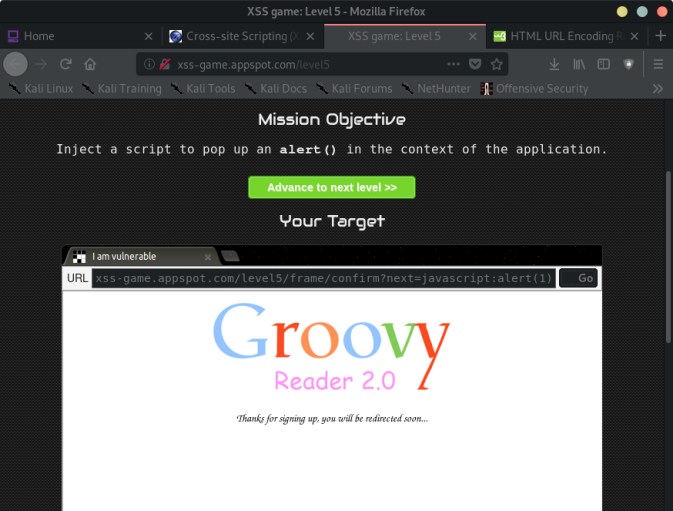 XSS game: Level 5 - Mozilla Firefox
Home
Cross-site Scripting (X
XSS game: Level 5
HTML URL Encoding R
xss-game.appspot.com/level5
Kali Linux
Kali Training
Kali Tools
Kali Docs
Kali Forums
NetHunter
Offensive Security
Mission Objective
Inject a script to pop up an alert() in the context of the application.
Advance to next level >>
Your Target
I am vulnerable
URL xss-game.appspot.com/level5/frame/confirm?next=javascript:alert(1) Go
Groovy
Reader 2.0
Thanks for signing up, you will be redirected soon...